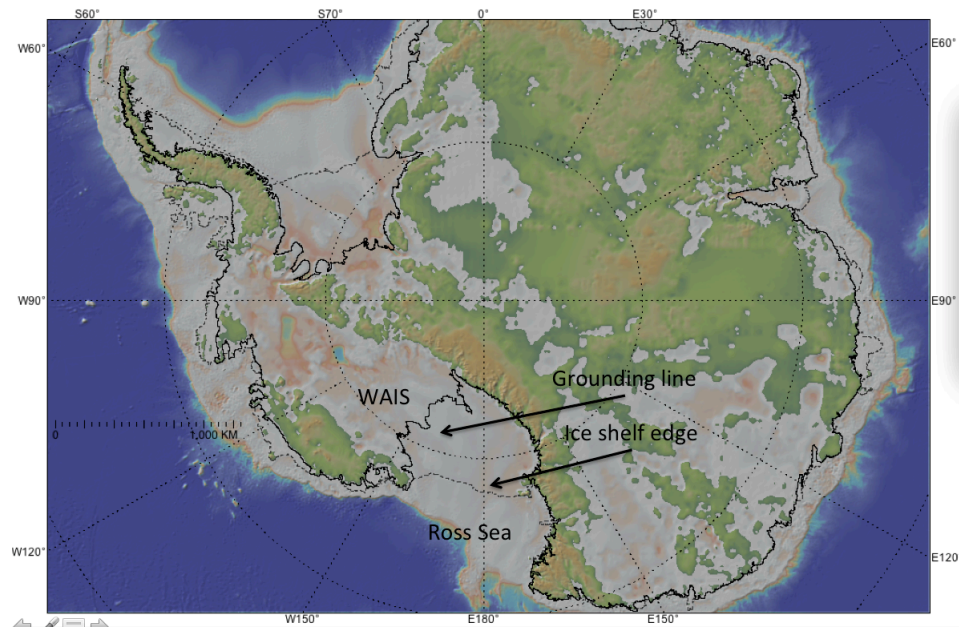 S60° S70° 0° E30°
W60° E60°
W90° E90°
Grounding line
WAIS
Ice shelf edge
0 1,000 KM
Ross Sea
W120° E120°
W150° E180° E150°